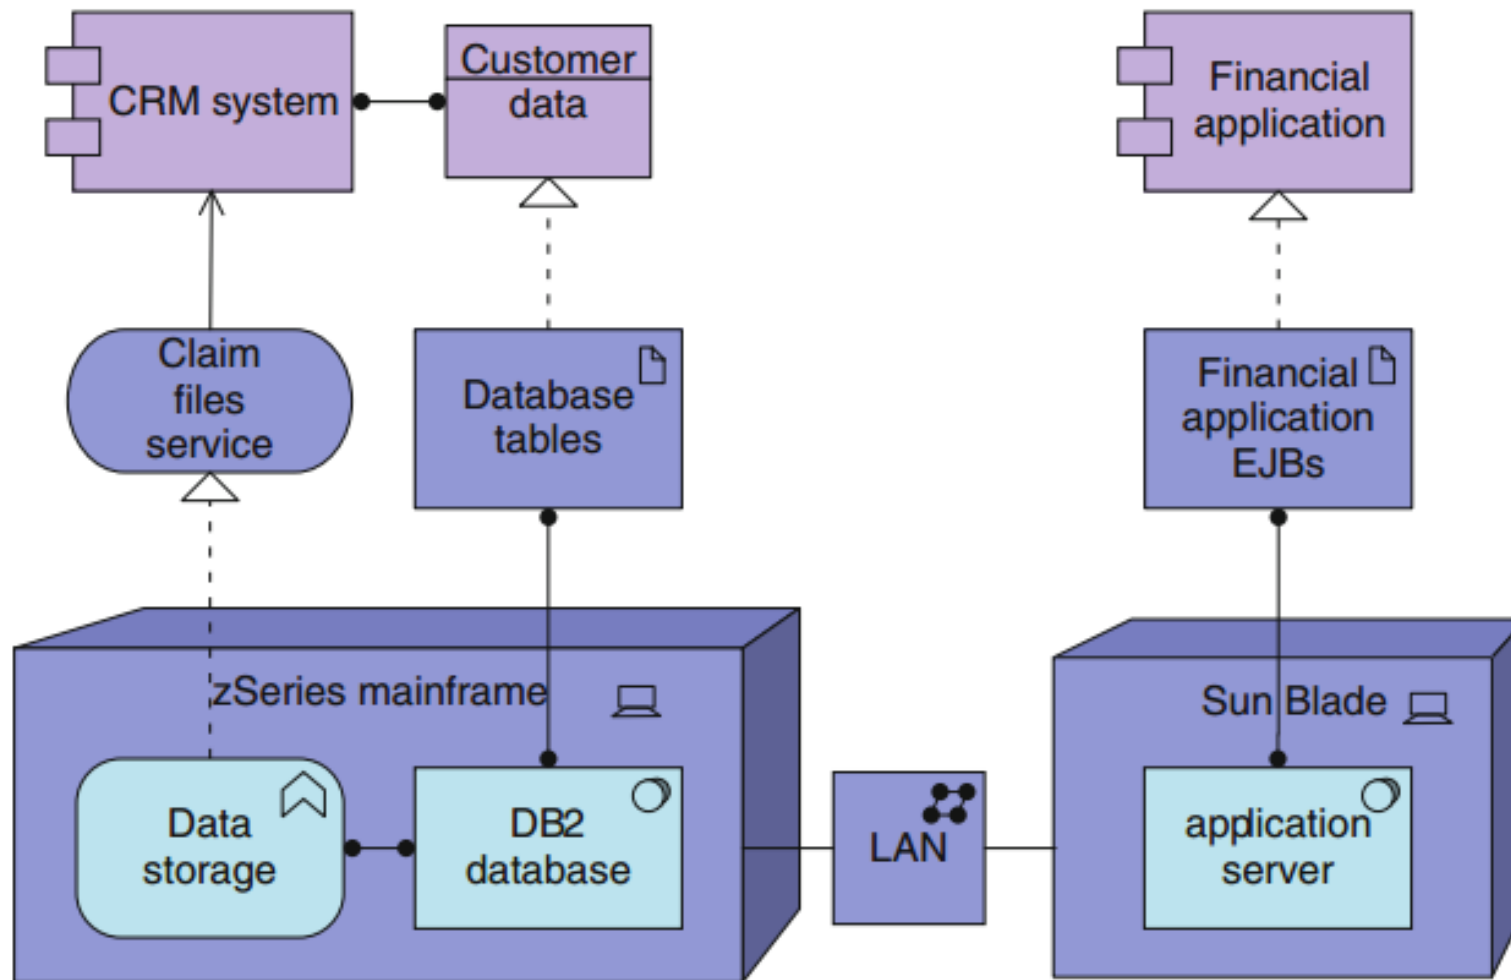 CRM system
Customer
data
Financial
application
Claim
files
service
Database
tables
Financial
application
EJBs
zSeries mainframe
Sun Blade
Data
storage
DB2
database
LAN
application
server